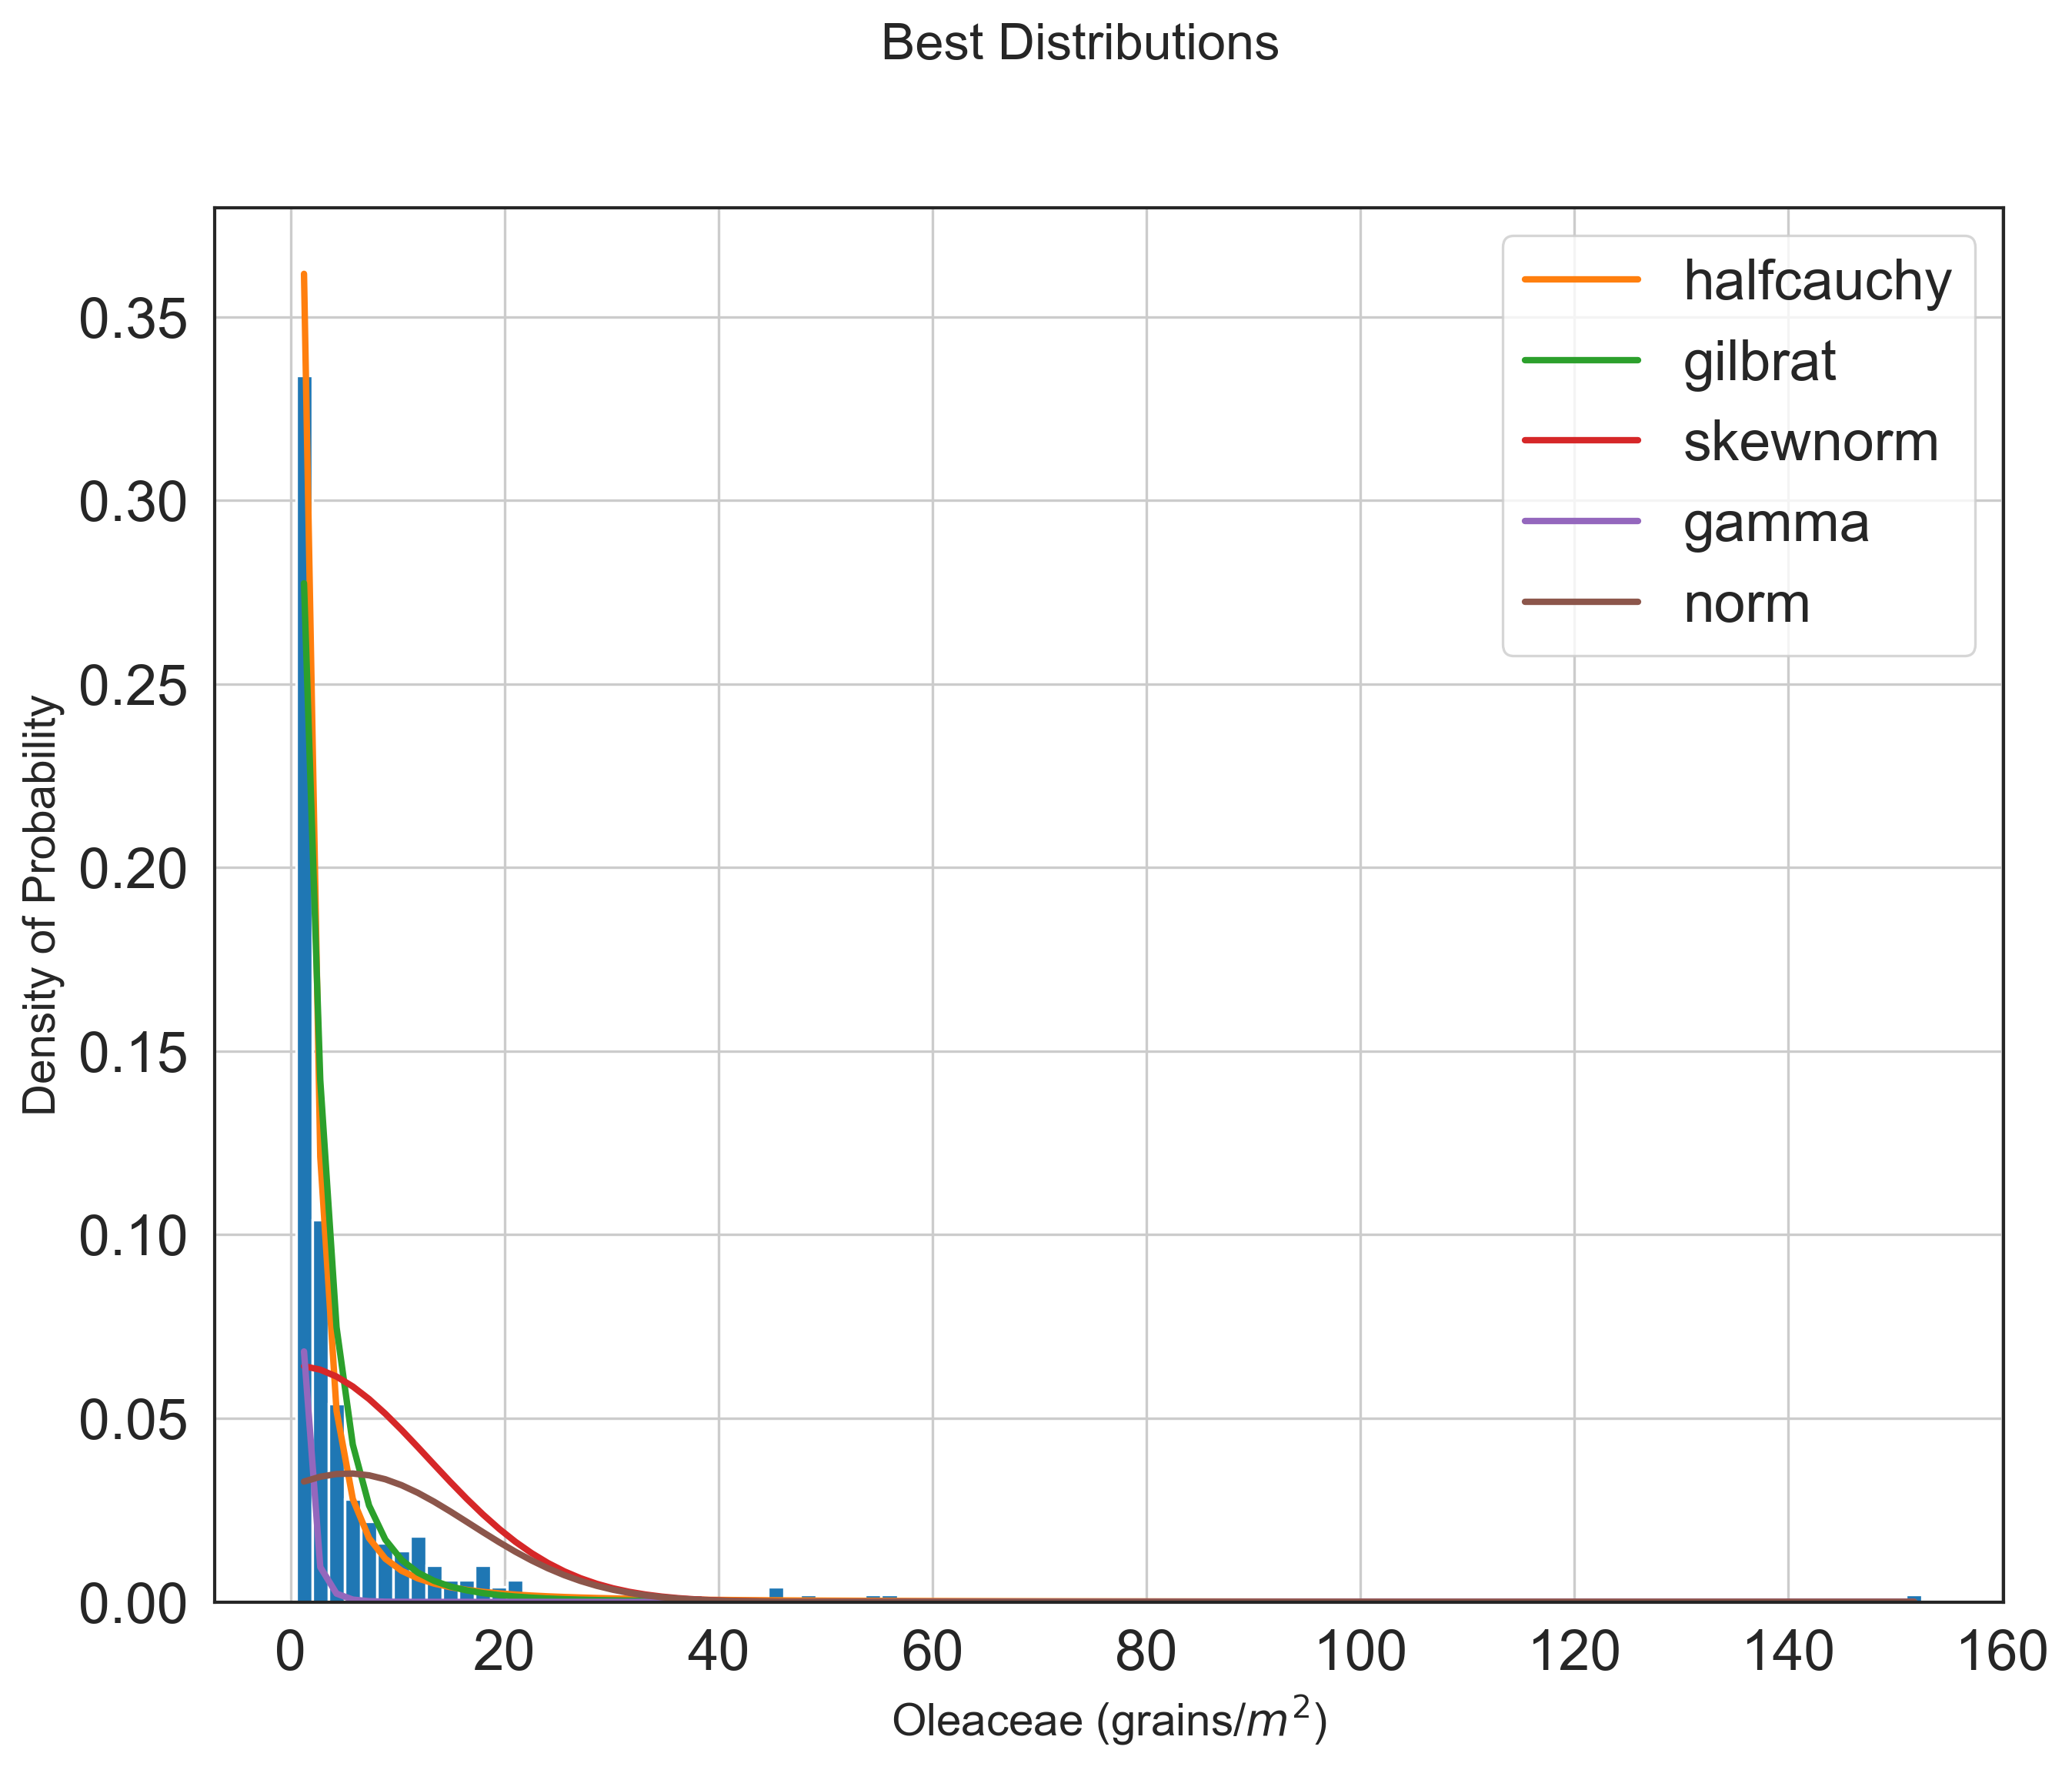 Best Distributions
halfcauchy
gilbrat
skewnorm
gamma
norm
Density of Probability
0.35
0.30
0.25
0.20
0.15
0.10
0.05
0.00
0 20 40 60 80 100 120 140 160
Oleaceae (grains/m²)